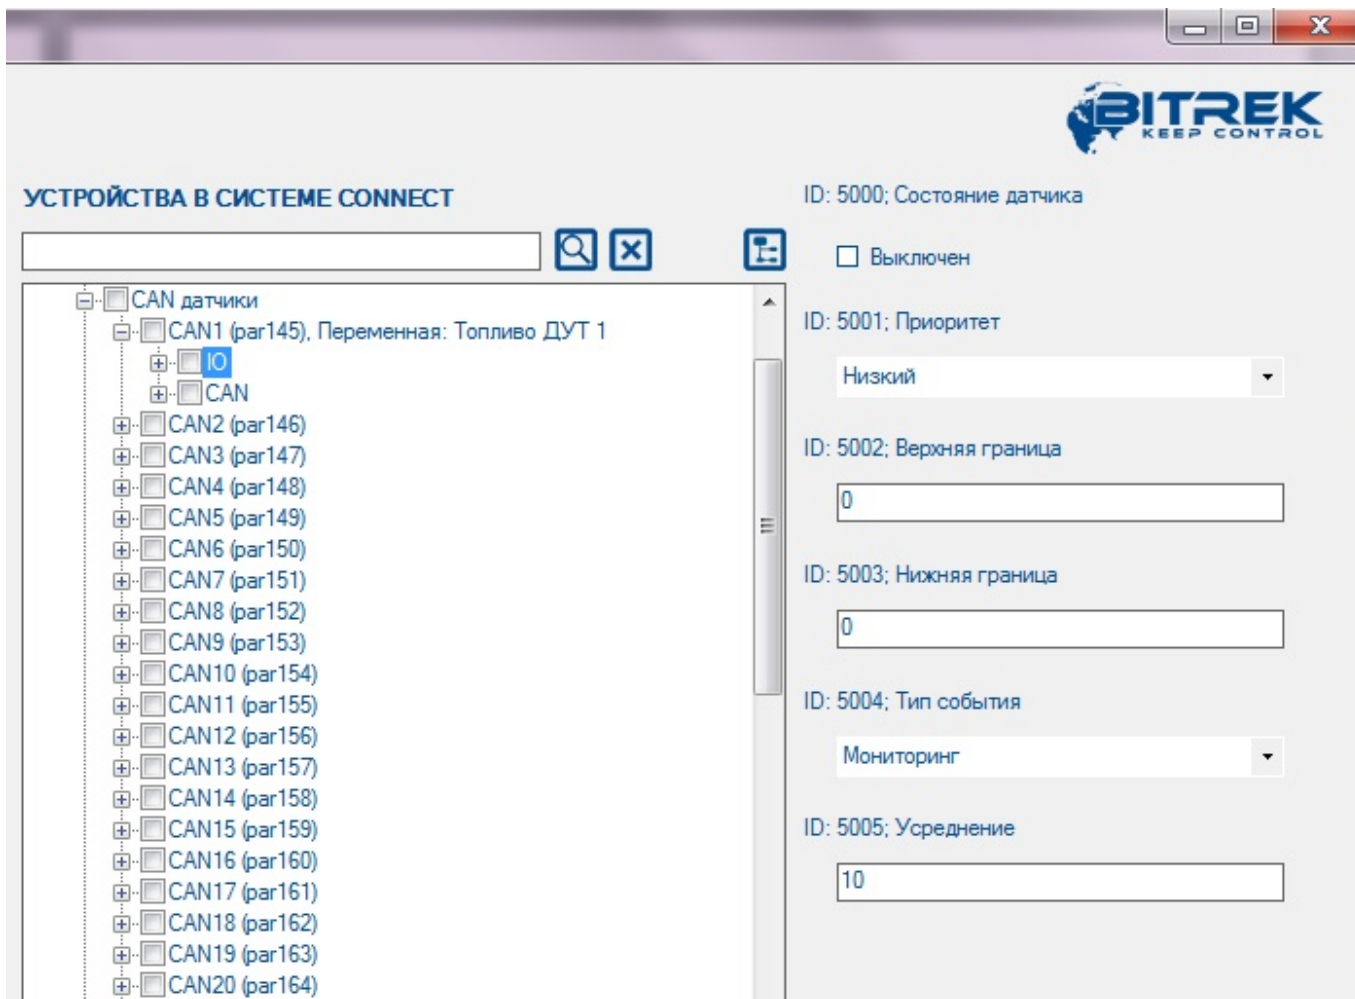 BITREK
KEEP CONTROL
УСТРОЙСТВА В СИСТЕМЕ CONNECT
CAN датчики
CAN1 (par145), Переменная: Топливо ДУТ 1
IO
CAN
CAN2 (par146)
CAN3 (par147)
CAN4 (par148)
CAN5 (par149)
CAN6 (par150)
CAN7 (par151)
CAN8 (par152)
CAN9 (par153)
CAN10 (par154)
CAN11 (par155)
CAN12 (par156)
CAN13 (par157)
CAN14 (par158)
CAN15 (par159)
CAN16 (par160)
CAN17 (par161)
CAN18 (par162)
CAN19 (par163)
CAN20 (par164)
ID: 5000; Состояние датчика
Выключен
ID: 5001; Приоритет
Низкий
ID: 5002; Верхняя граница
0
ID: 5003; Нижняя граница
0
ID: 5004; Тип события
Мониторинг
ID: 5005; Усреднение
10